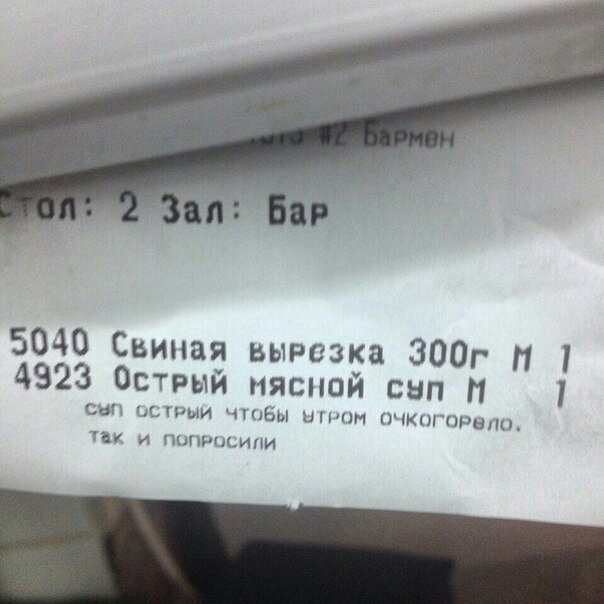 #2 Бармен
Стол: 2 Зал: Бар
5040 Свиная вырезка 300г М 1
4923 Острый мясной суп М 1
суп острый чтобы утром очкогорело.
так и попросили